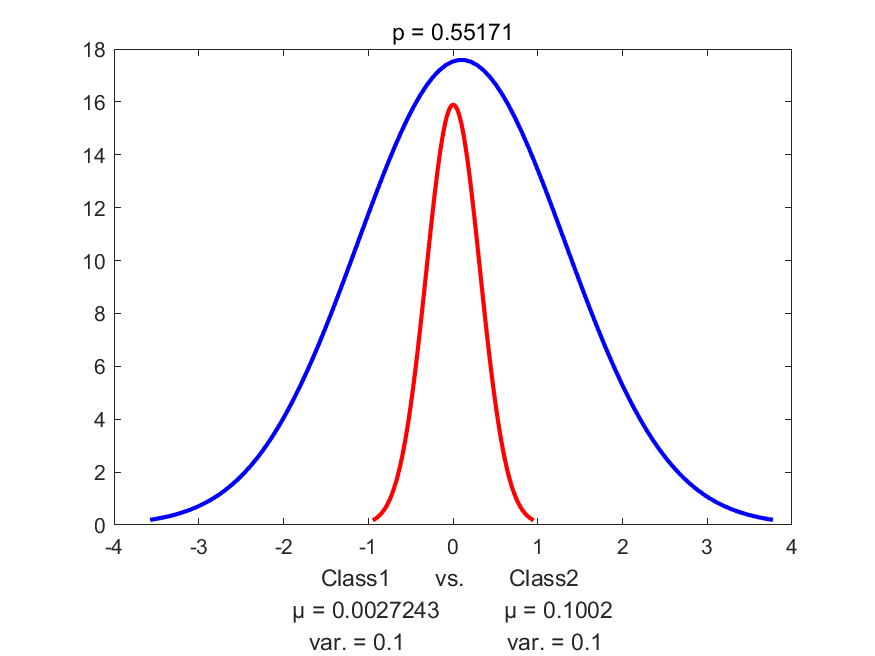 p = 0.55171
18
16
14
12
10
8
6
4
2
0
-4 -3 -2 -1 0 1 2 3 4
Class1 vs. Class2
μ = 0.0027243 μ = 0.1002
var. = 0.1 var. = 0.1